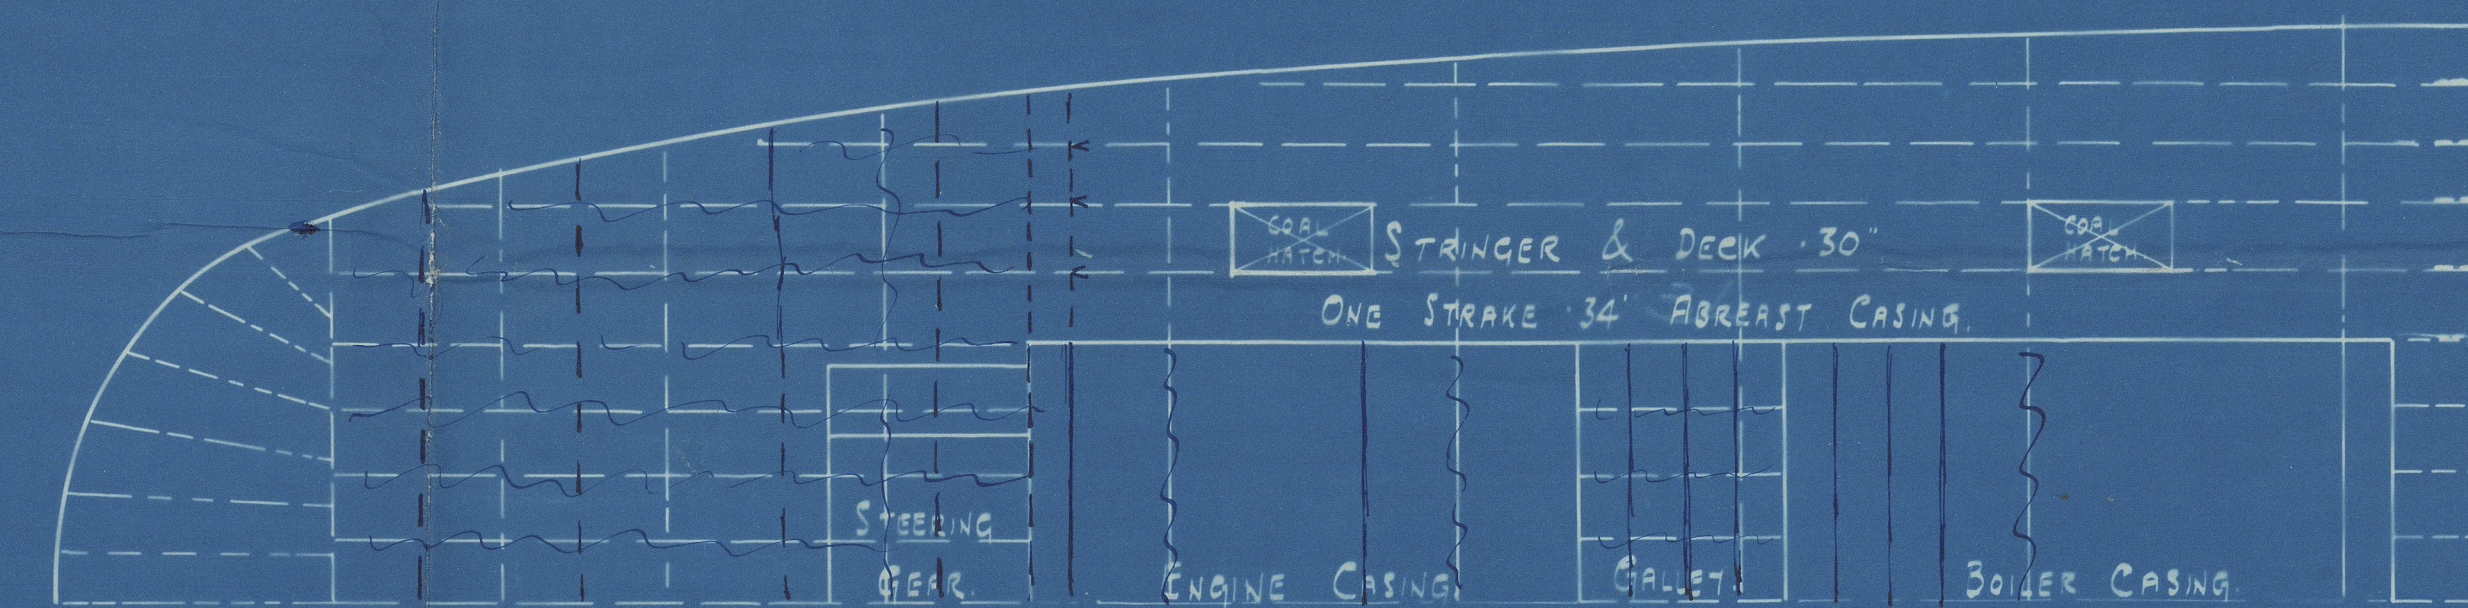 COAL
HATCH
STRINGER & DECK ·30"
COAL
HATCH
ONE STRAKE ·34' ABREAST CASING.
STEERING
GEAR.
ENGINE CASING
GALLEY.
BOILER CASING.